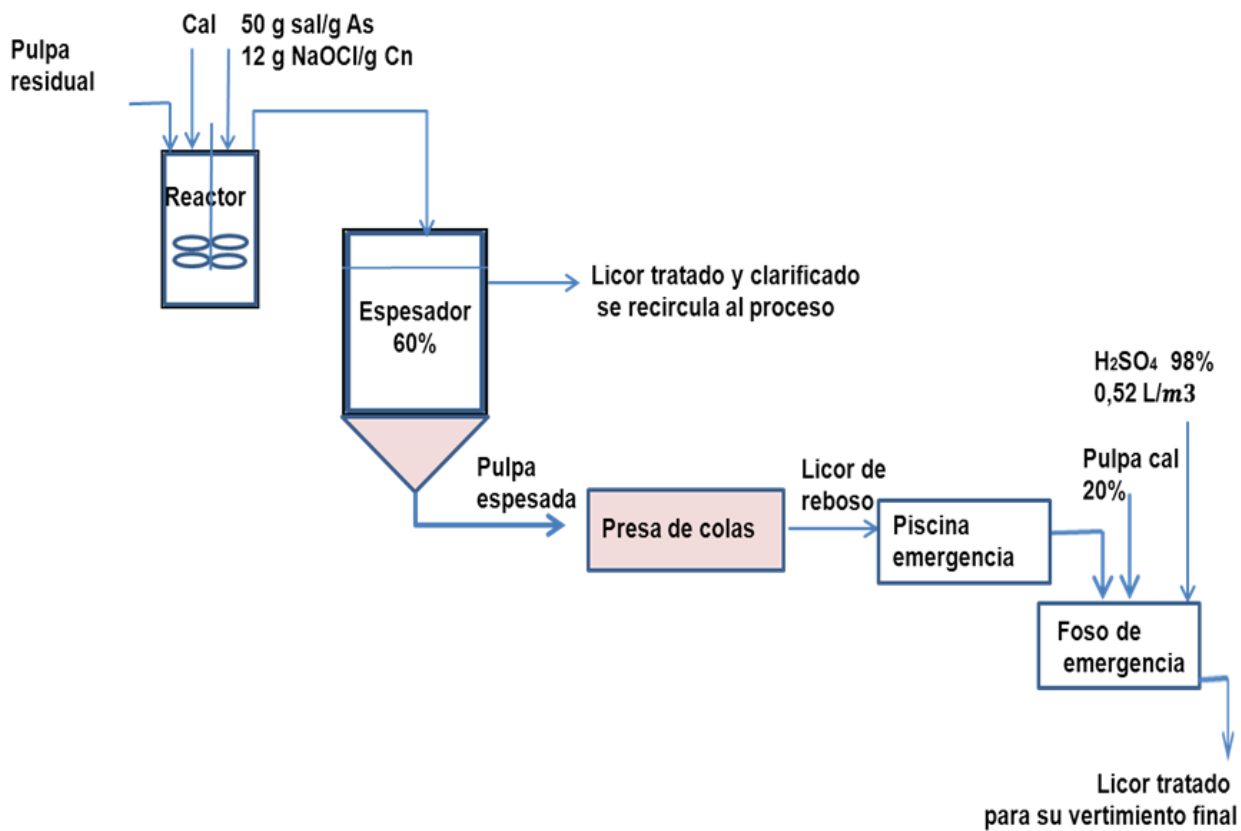 Cal
50 g sal/g As
12 g NaOCl/g Cn
Pulpa
residual
Reactor
Espesador
60%
Licor tratado y clarificado
se recircula al proceso
Pulpa
espesada
Presa de colas
Licor de
reboso
Piscina
emergencia
H₂SO₄ 98%
0,52 L/m3
Pulpa cal
20%
Foso de
emergencia
Licor tratado
para su vertimiento final